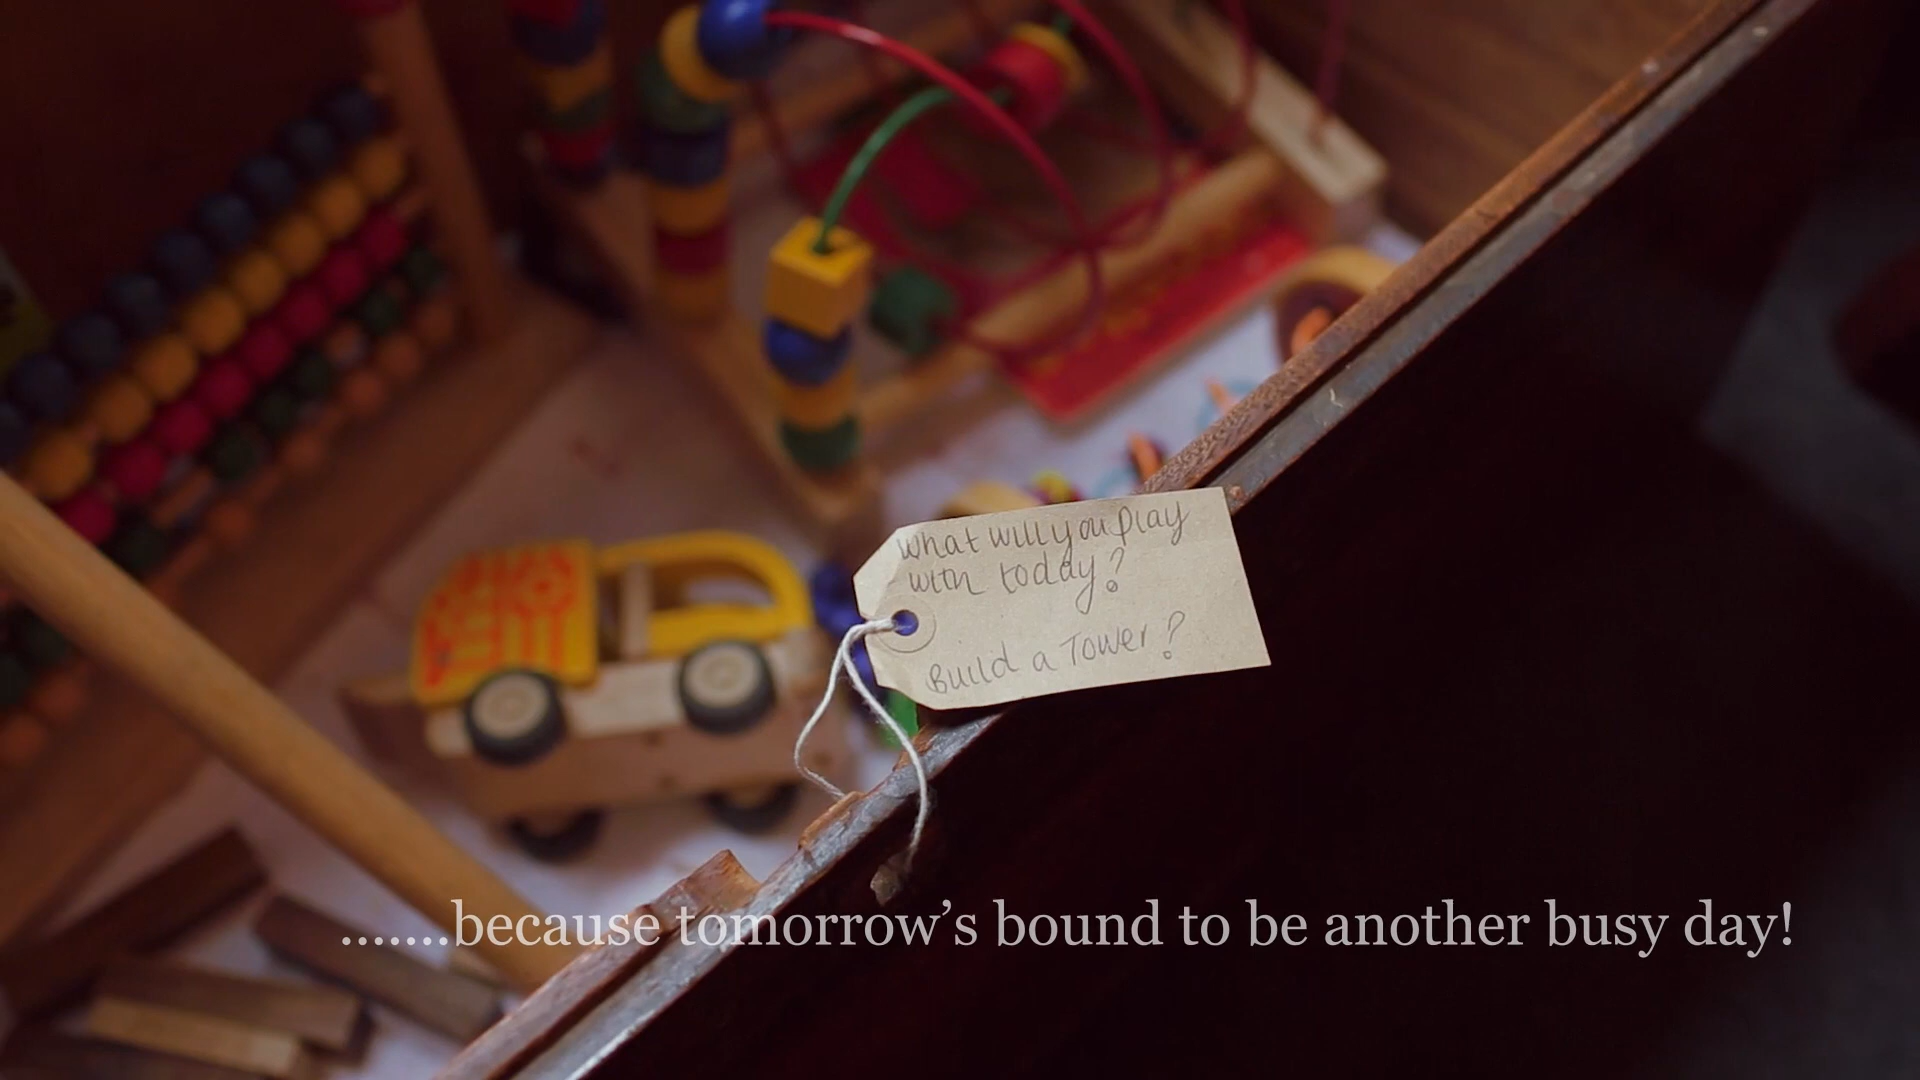 What will you play
with today?
Build a Tower?
.......because tomorrow’s bound to be another busy day!